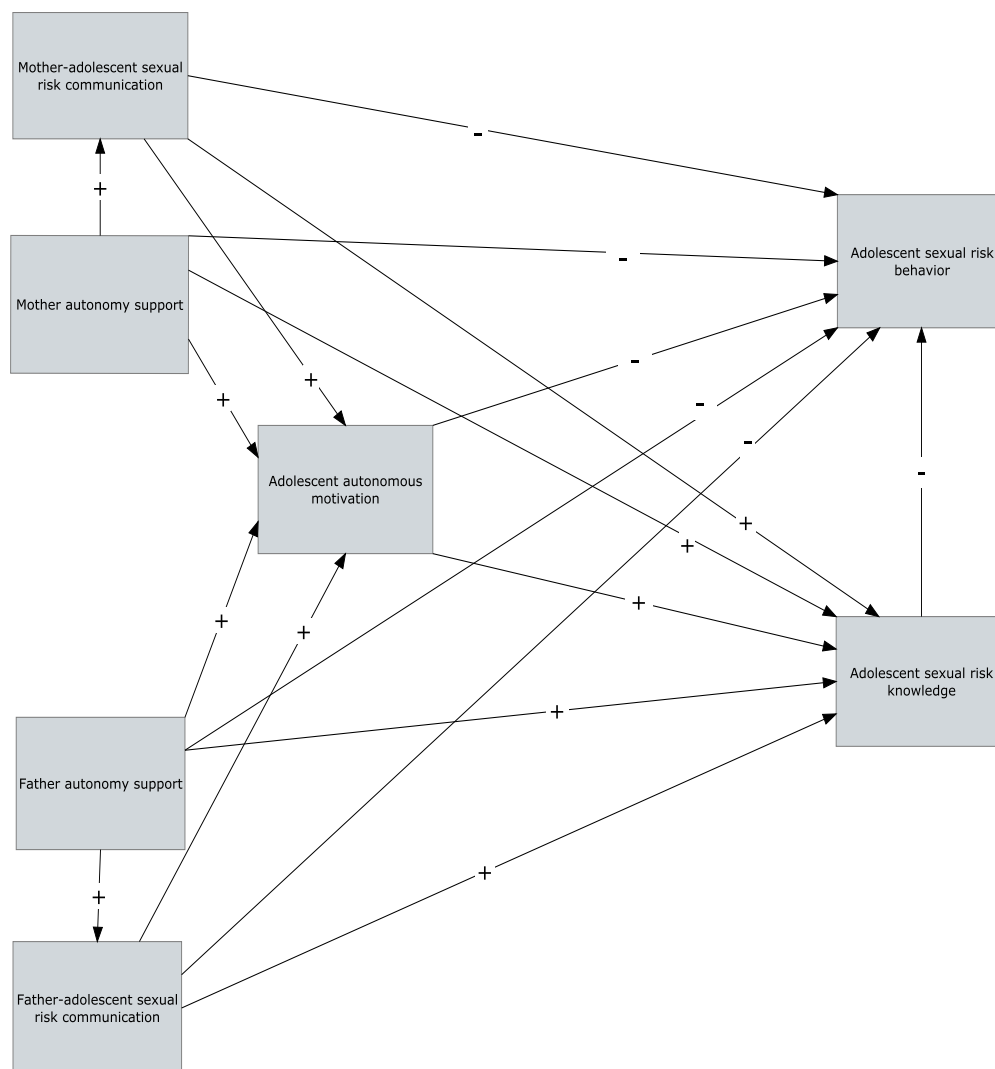 Mother-adolescent sexual
risk communication
-
+
Adolescent sexual risk
behavior
-
Mother autonomy support
-
+
+
-
Adolescent autonomous
motivation
-
-
+
+
+
+
+
Adolescent sexual risk
knowledge
+
Father autonomy support
+
+
Father-adolescent sexual
risk communication